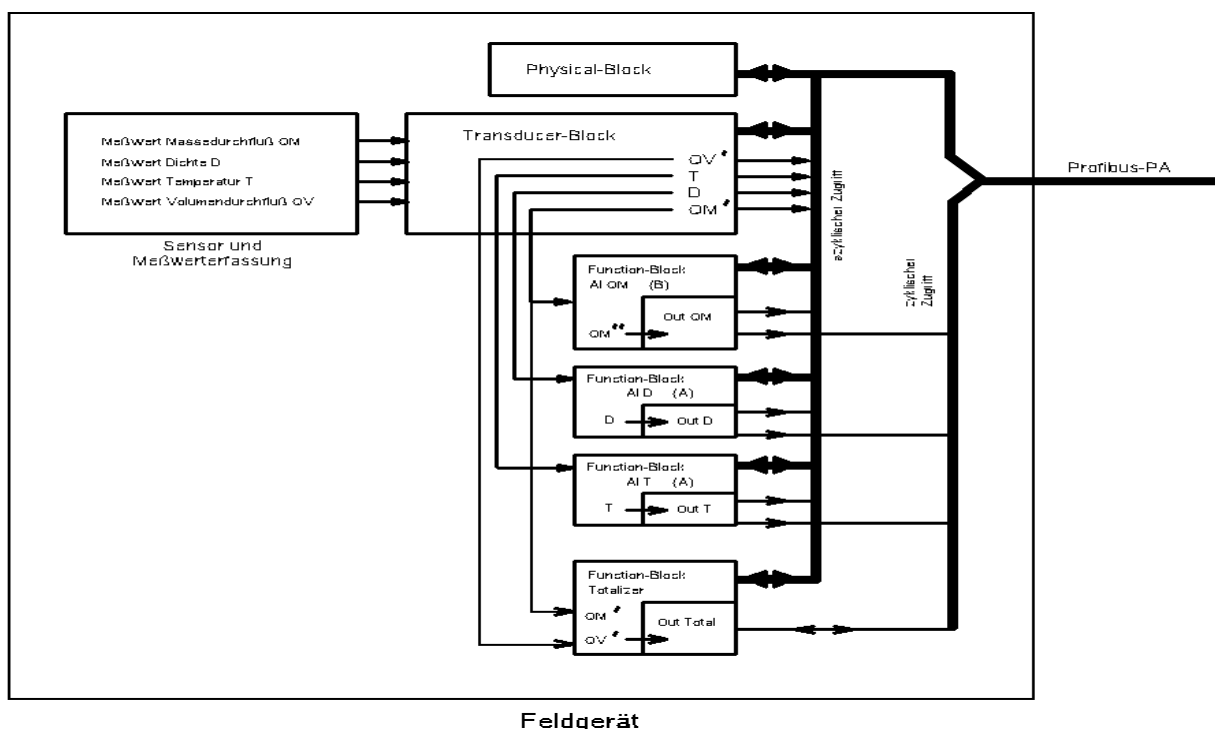 Physical-Block
Meßwert Massedurchfluß QM
Meßwert Dichte D
Meßwert Temperatur T
Meßwert Volumendurchfluß QV
Sensor und
Meßwerterfassung
Transducer-Block
QV*
T
D
QM*
Profibus-PA
azyklischer Zugriff
zyklischer
Zugriff
Function-Block
AI QM (B)
Out QM
QM**
Function-Block
AI D (A)
D
Out D
Function-Block
AI T (A)
T
Out T
Function-Block
Totalizer
QM*
QV*
Out Total
Feldgerät